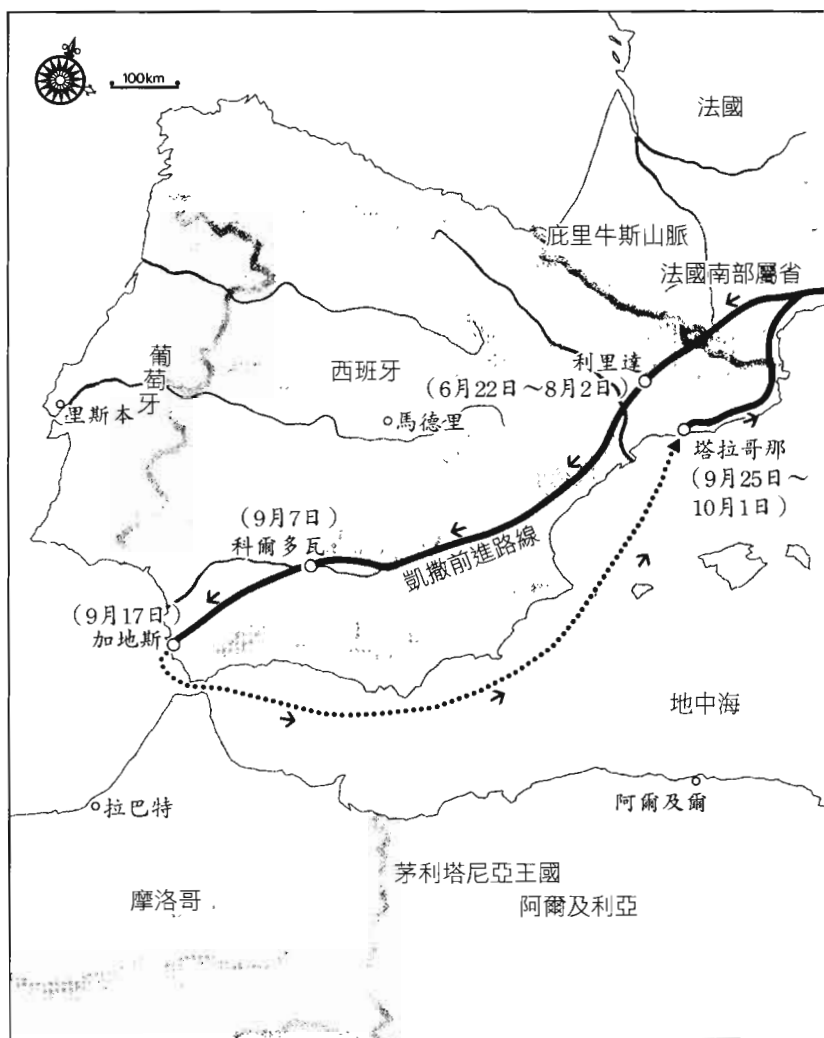 100km
法國
庇里牛斯山脈
法國南部屬省
利里達
(6月22日～8月2日)
葡萄牙
西班牙
里斯本
馬德里
塔拉哥那
(9月25日～
10月1日)
(9月7日)
科爾多瓦
凱撒前進路線
(9月17日)
加地斯
地中海
拉巴特
阿爾及爾
茅利塔尼亞王國
摩洛哥
阿爾及利亞